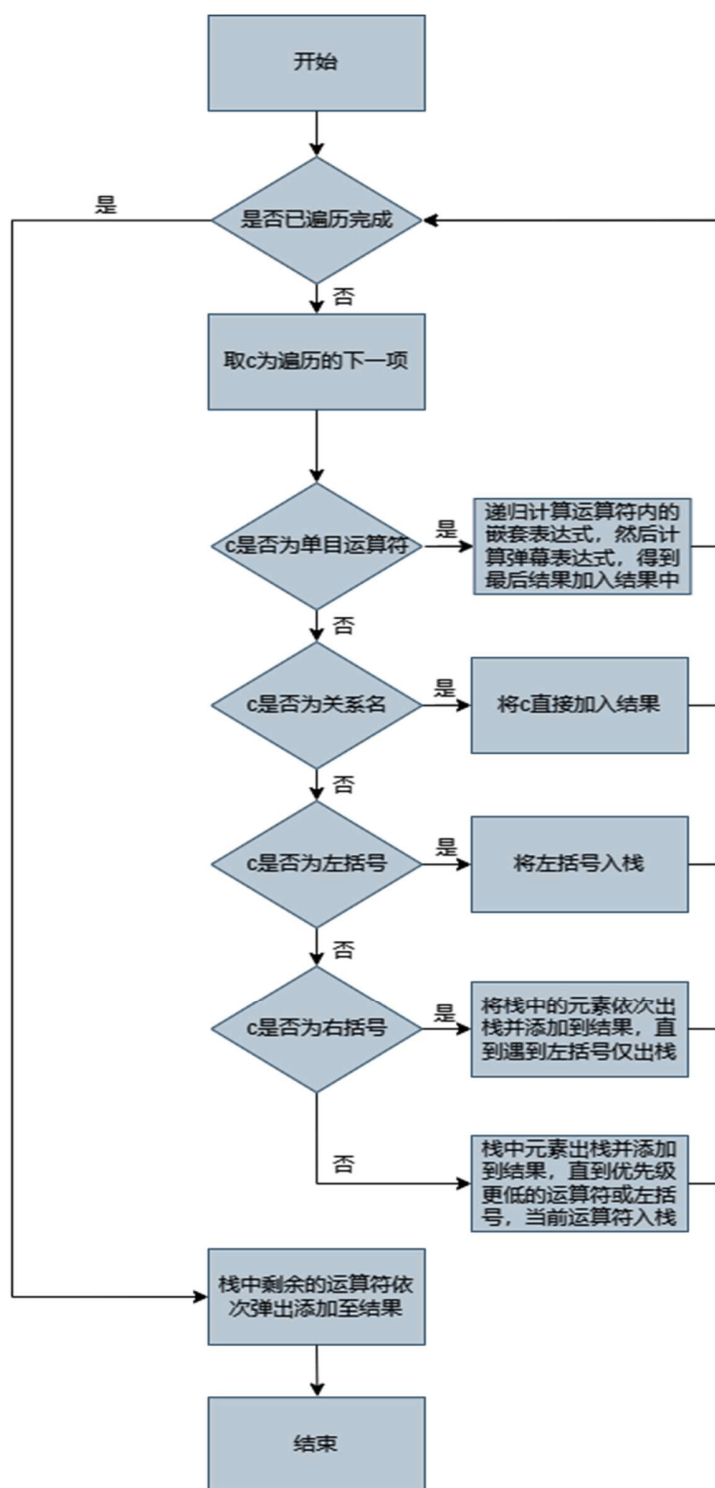 开始
是
是否已遍历完成
否
取c为遍历的下一项
c是否为单目运算符
是
递归计算运算符内的
嵌套表达式，然后计
算弹幕表达式，得到
最后结果加入结果中
否
c是否为关系名
是
将c直接加入结果
否
c是否为左括号
是
将左括号入栈
否
c是否为右括号
是
将栈中的元素依次出
栈并添加到结果，直
到遇到左括号仅出栈
否
栈中元素出栈并添加
到结果，直到优先级
更低的运算符或左括
号，当前运算符入栈
栈中剩余的运算符依
次弹出添加至结果
结束